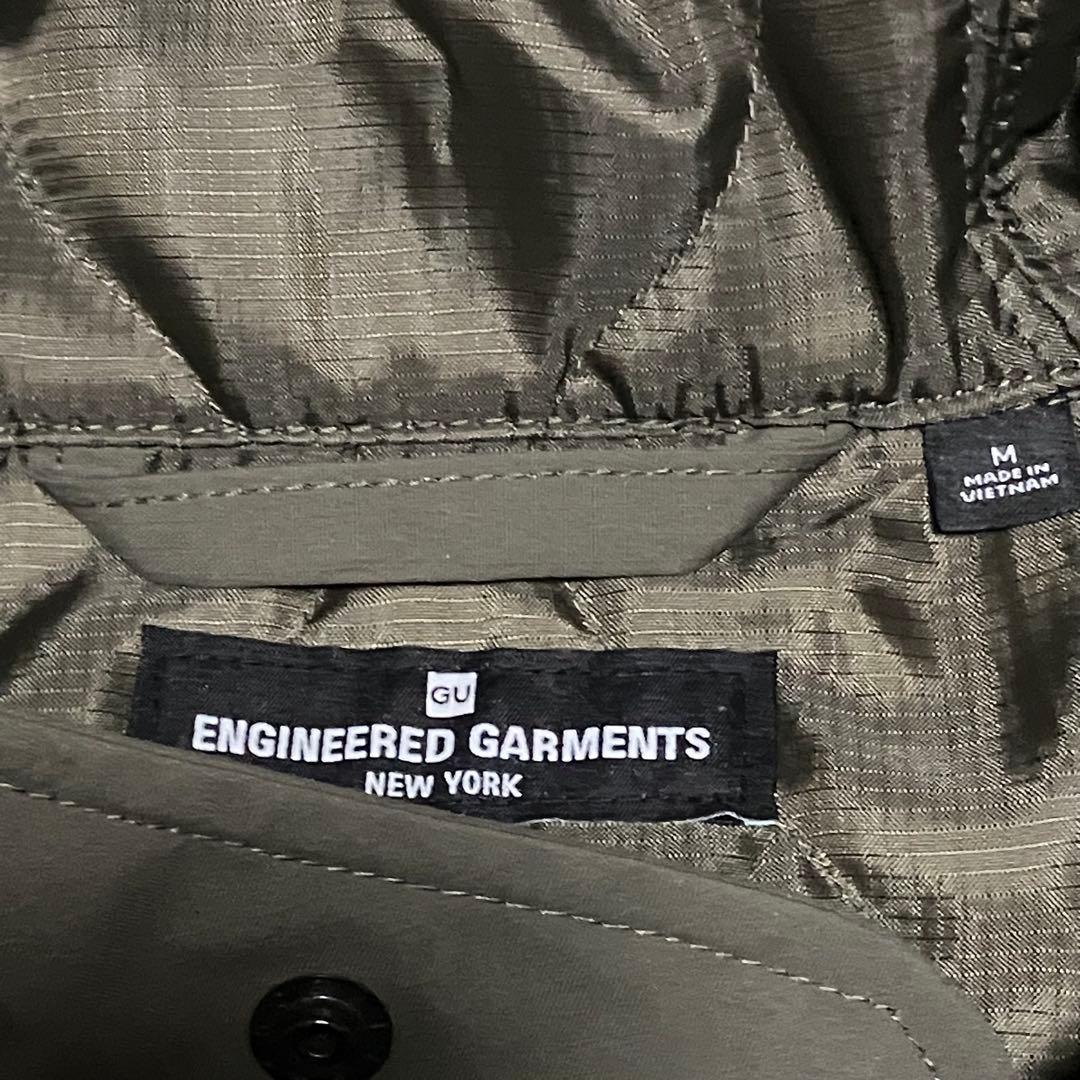 M
MADE IN
VIETNAM
GU
ENGINEERED GARMENTS
NEW YORK